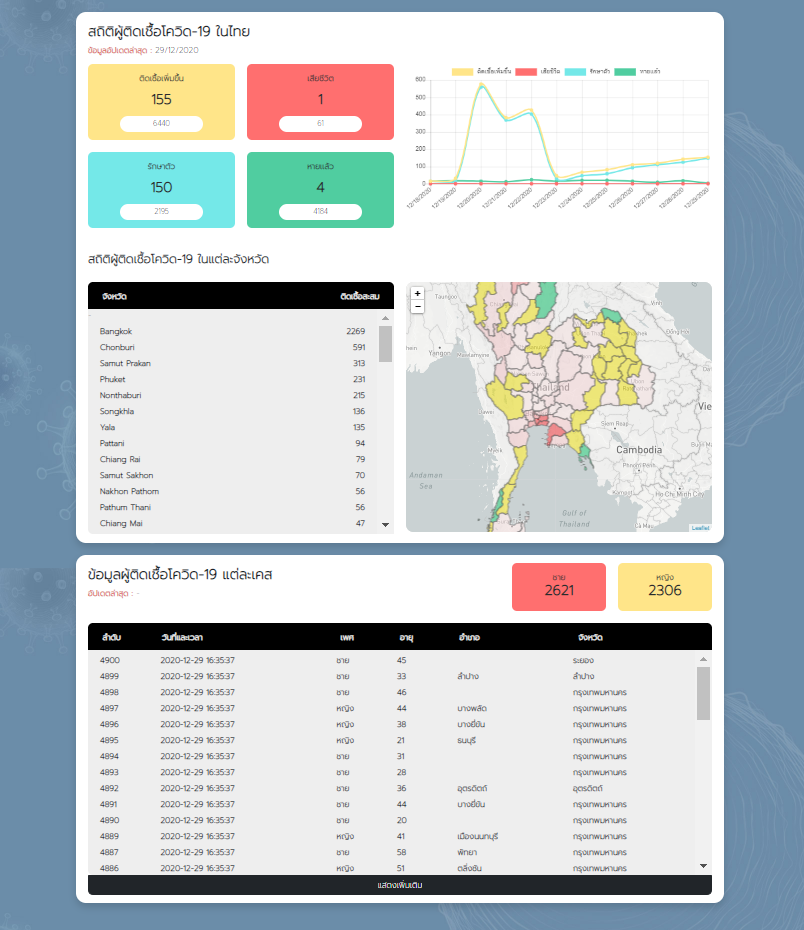 สถิติผู้ติดเชื้อโควิด-19 ในไทย
ข้อมูลอัปเดตล่าสุด : 29/12/2020
ติดเชื้อเพิ่มขึ้น
155
6440
เสียชีวิต
1
61
รักษาตัว
150
2195
หายแล้ว
4
4184
ติดเชื้อเพิ่มขึ้น เสียชีวิต รักษาตัว หายแล้ว
600
500
400
300
200
100
0
12/18/2020 12/19/2020 12/20/2020 12/21/2020 12/22/2020 12/23/2020 12/24/2020 12/25/2020 12/26/2020 12/27/2020 12/28/2020 12/29/2020
สถิติผู้ติดเชื้อโควิด-19 ในแต่ละจังหวัด
จังหวัด ติดเชื้อสะสม
Bangkok 2269
Chonburi 591
Samut Prakan 313
Phuket 231
Nonthaburi 215
Songkhla 136
Yala 135
Pattani 94
Chiang Rai 79
Samut Sakhon 70
Nakhon Pathom 56
Pathum Thani 56
Chiang Mai 47
+
−
Taungoo
Vinh
Đồng Hới
Yangon
Mawlamyine
Thailand
Dawei
Siem Reap
Cambodia
Myeik
Phnom Penh
Kampot
Ho Chi Minh City
Andaman
Sea
Gulf of
Thailand
Cà Mau
Leaflet
ข้อมูลผู้ติดเชื้อโควิด-19 แต่ละเคส
อัปเดตล่าสุด : -
ชาย
2621
หญิง
2306
ลำดับ วันที่และเวลา เพศ อายุ อำเภอ จังหวัด
4900 2020-12-29 16:35:37 ชาย 45 ระยอง
4899 2020-12-29 16:35:37 ชาย 33 ลำปาง ลำปาง
4898 2020-12-29 16:35:37 ชาย 46 กรุงเทพมหานคร
4897 2020-12-29 16:35:37 หญิง 44 บางพลัด กรุงเทพมหานคร
4896 2020-12-29 16:35:37 หญิง 38 บางยี่ขัน กรุงเทพมหานคร
4895 2020-12-29 16:35:37 หญิง 21 ธนบุรี กรุงเทพมหานคร
4894 2020-12-29 16:35:37 ชาย 31 กรุงเทพมหานคร
4893 2020-12-29 16:35:37 ชาย 28 กรุงเทพมหานคร
4892 2020-12-29 16:35:37 ชาย 36 อุตรดิตถ์ อุตรดิตถ์
4891 2020-12-29 16:35:37 ชาย 44 บางยี่ขัน กรุงเทพมหานคร
4890 2020-12-29 16:35:37 ชาย 20 กรุงเทพมหานคร
4889 2020-12-29 16:35:37 หญิง 41 เมืองนนทบุรี กรุงเทพมหานคร
4887 2020-12-29 16:35:37 ชาย 58 พัทยา กรุงเทพมหานคร
4886 2020-12-29 16:35:37 หญิง 51 ตลิ่งชัน กรุงเทพมหานคร
แสดงเพิ่มเติม